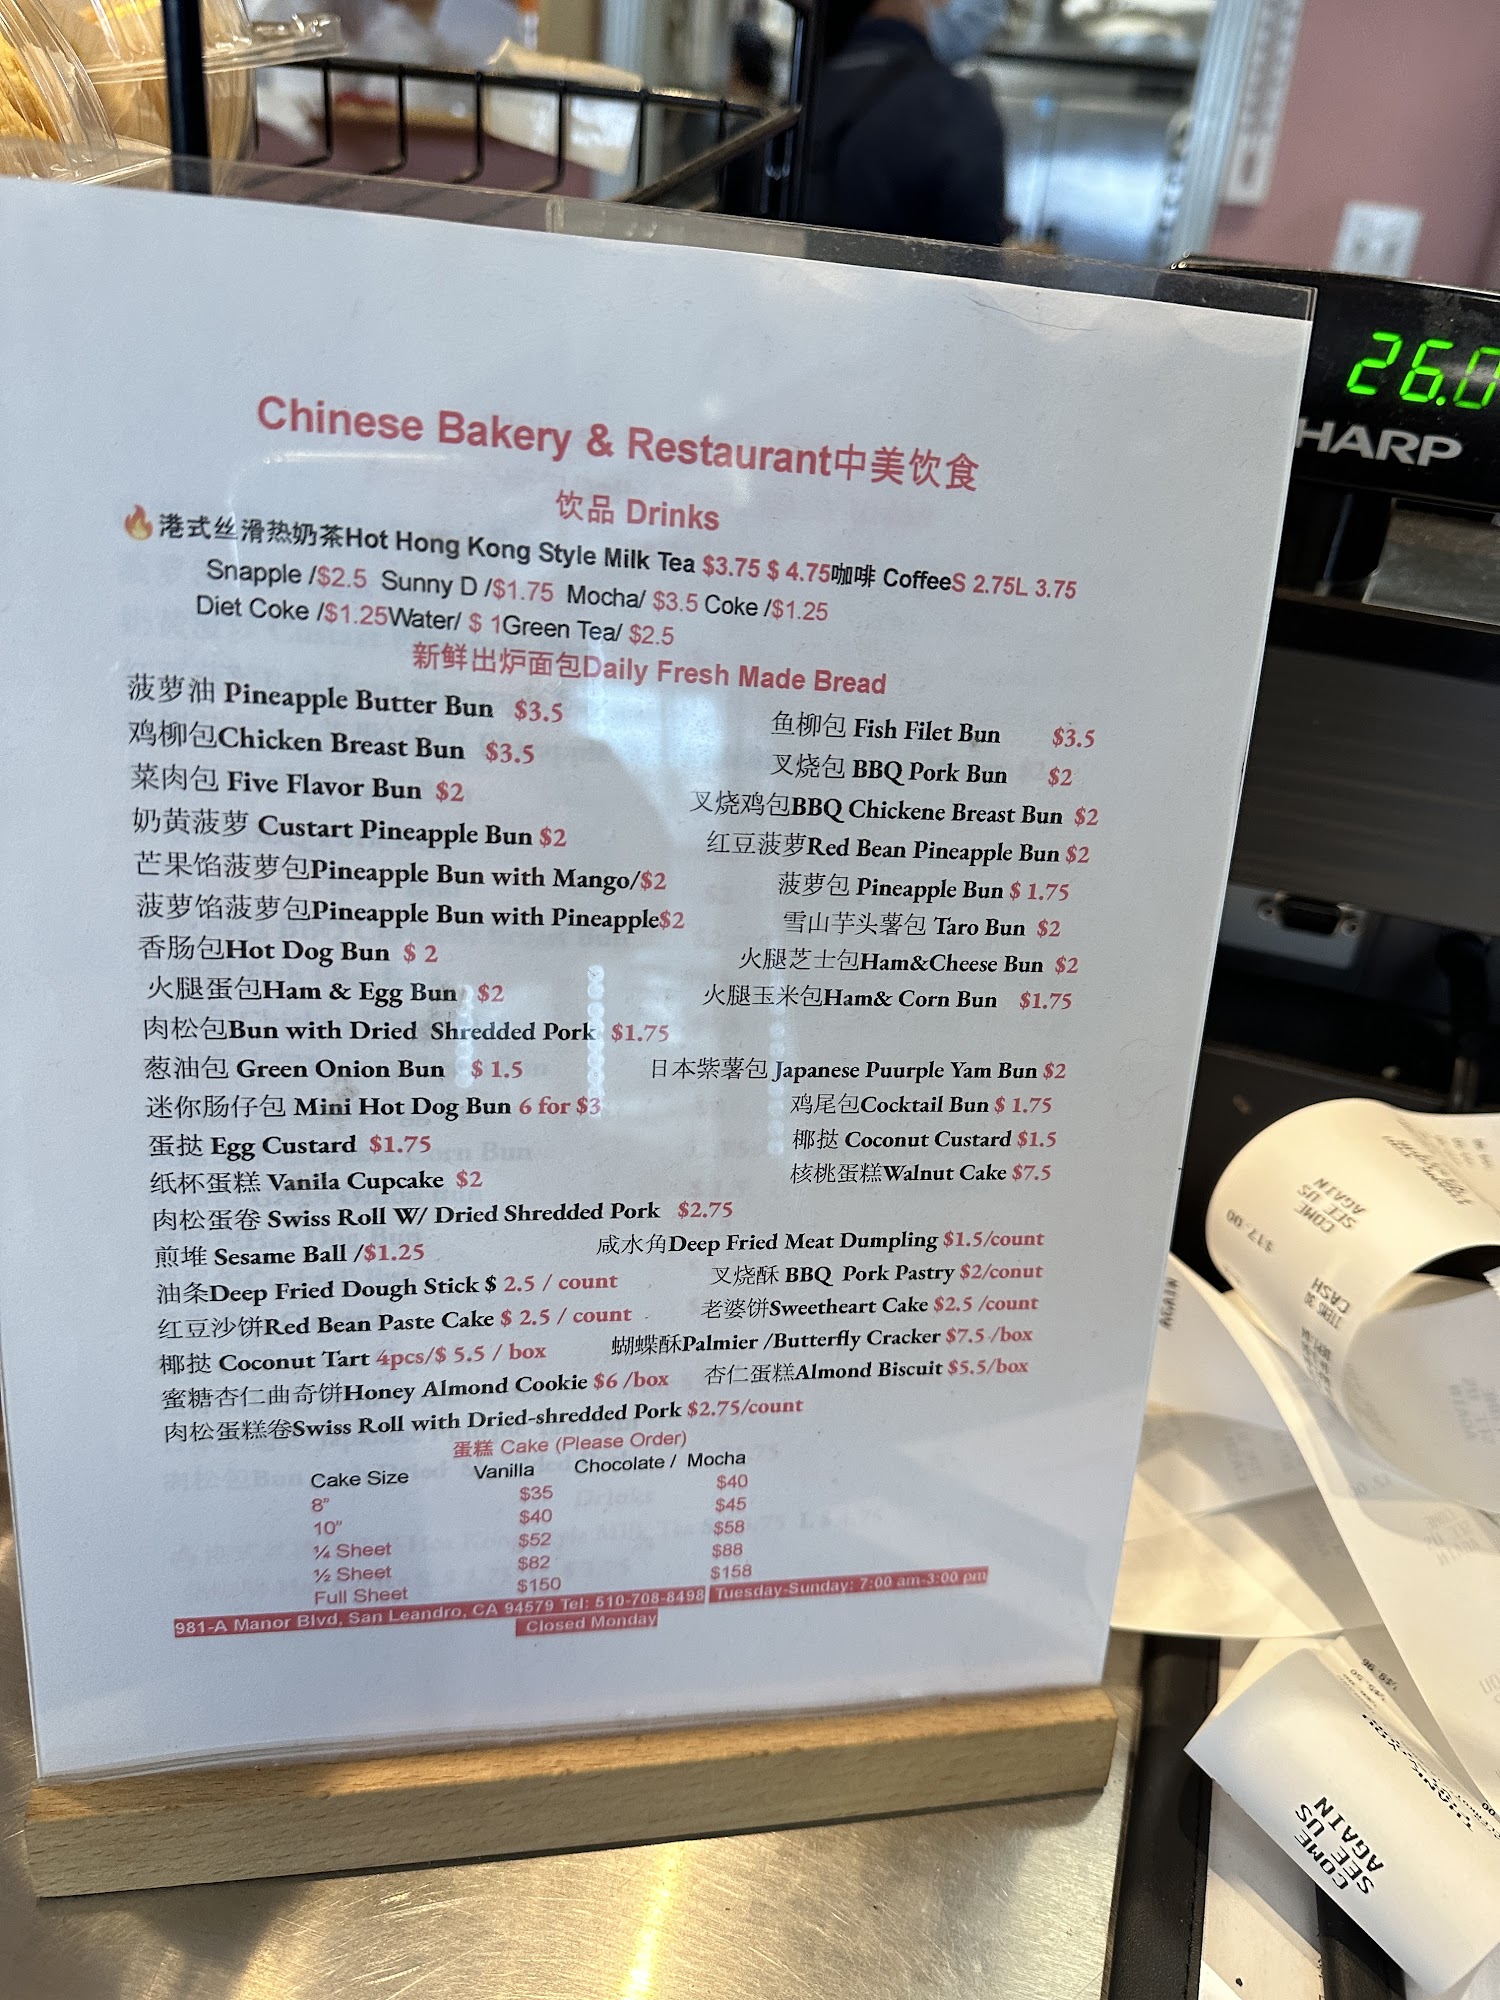 Chinese Bakery & Restaurant中美饮食
饮品 Drinks
🔥港式丝滑热奶茶Hot Hong Kong Style Milk Tea $3.75 $ 4.75咖啡 CoffeeS 2.75L 3.75
Snapple /$2.5 Sunny D /$1.75 Mocha/ $3.5 Coke /$1.25
Diet Coke /$1.25Water/ $ 1Green Tea/ $2.5
新鲜出炉面包Daily Fresh Made Bread
菠萝油 Pineapple Butter Bun $3.5
鸡柳包Chicken Breast Bun $3.5
菜肉包 Five Flavor Bun $2
奶黄菠萝 Custart Pineapple Bun $2
芒果馅菠萝包Pineapple Bun with Mango/$2
菠萝馅菠萝包Pineapple Bun with Pineapple$2
香肠包Hot Dog Bun $ 2
火腿蛋包Ham & Egg Bun $2
肉松包Bun with Dried Shredded Pork $1.75
葱油包 Green Onion Bun $ 1.5
迷你肠仔包 Mini Hot Dog Bun 6 for $3
蛋挞 Egg Custard $1.75
纸杯蛋糕 Vanila Cupcake $2
肉松蛋卷 Swiss Roll W/ Dried Shredded Pork $2.75
煎堆 Sesame Ball /$1.25
油条Deep Fried Dough Stick $ 2.5 / count
红豆沙饼Red Bean Paste Cake $ 2.5 / count
椰挞 Coconut Tart 4pcs/$ 5.5 / box
蜜糖杏仁曲奇饼Honey Almond Cookie $6 /box
肉松蛋糕卷Swiss Roll with Dried-shredded Pork $2.75/count
鱼柳包 Fish Filet Bun $3.5
叉烧包 BBQ Pork Bun $2
叉烧鸡包BBQ Chickene Breast Bun $2
红豆菠萝Red Bean Pineapple Bun $2
菠萝包 Pineapple Bun $ 1.75
雪山芋头薯包 Taro Bun $2
火腿芝士包Ham&Cheese Bun $2
火腿玉米包Ham& Corn Bun $1.75
日本紫薯包 Japanese Puurple Yam Bun $2
鸡尾包Cocktail Bun $ 1.75
椰挞 Coconut Custard $1.5
核桃蛋糕Walnut Cake $7.5
咸水角Deep Fried Meat Dumpling $1.5/count
叉烧酥 BBQ Pork Pastry $2/conut
老婆饼Sweetheart Cake $2.5 /count
蝴蝶酥Palmier /Butterfly Cracker $7.5 /box
杏仁蛋糕Almond Biscuit $5.5/box
蛋糕 Cake (Please Order)
Cake Size Vanilla Chocolate / Mocha
8" $35 $40
10" $40 $45
¼ Sheet $52 $58
½ Sheet $82 $88
Full Sheet $150 $158
981-A Manor Blvd, San Leandro, CA 94579 Tel: 510-708-8498 Tuesday-Sunday: 7:00 am-3:00 pm
Closed Monday
26.0
HARP
COME US
SEE AGAIN
$17.00
CASH
AGAIN
COME US
SEE
AGAIN